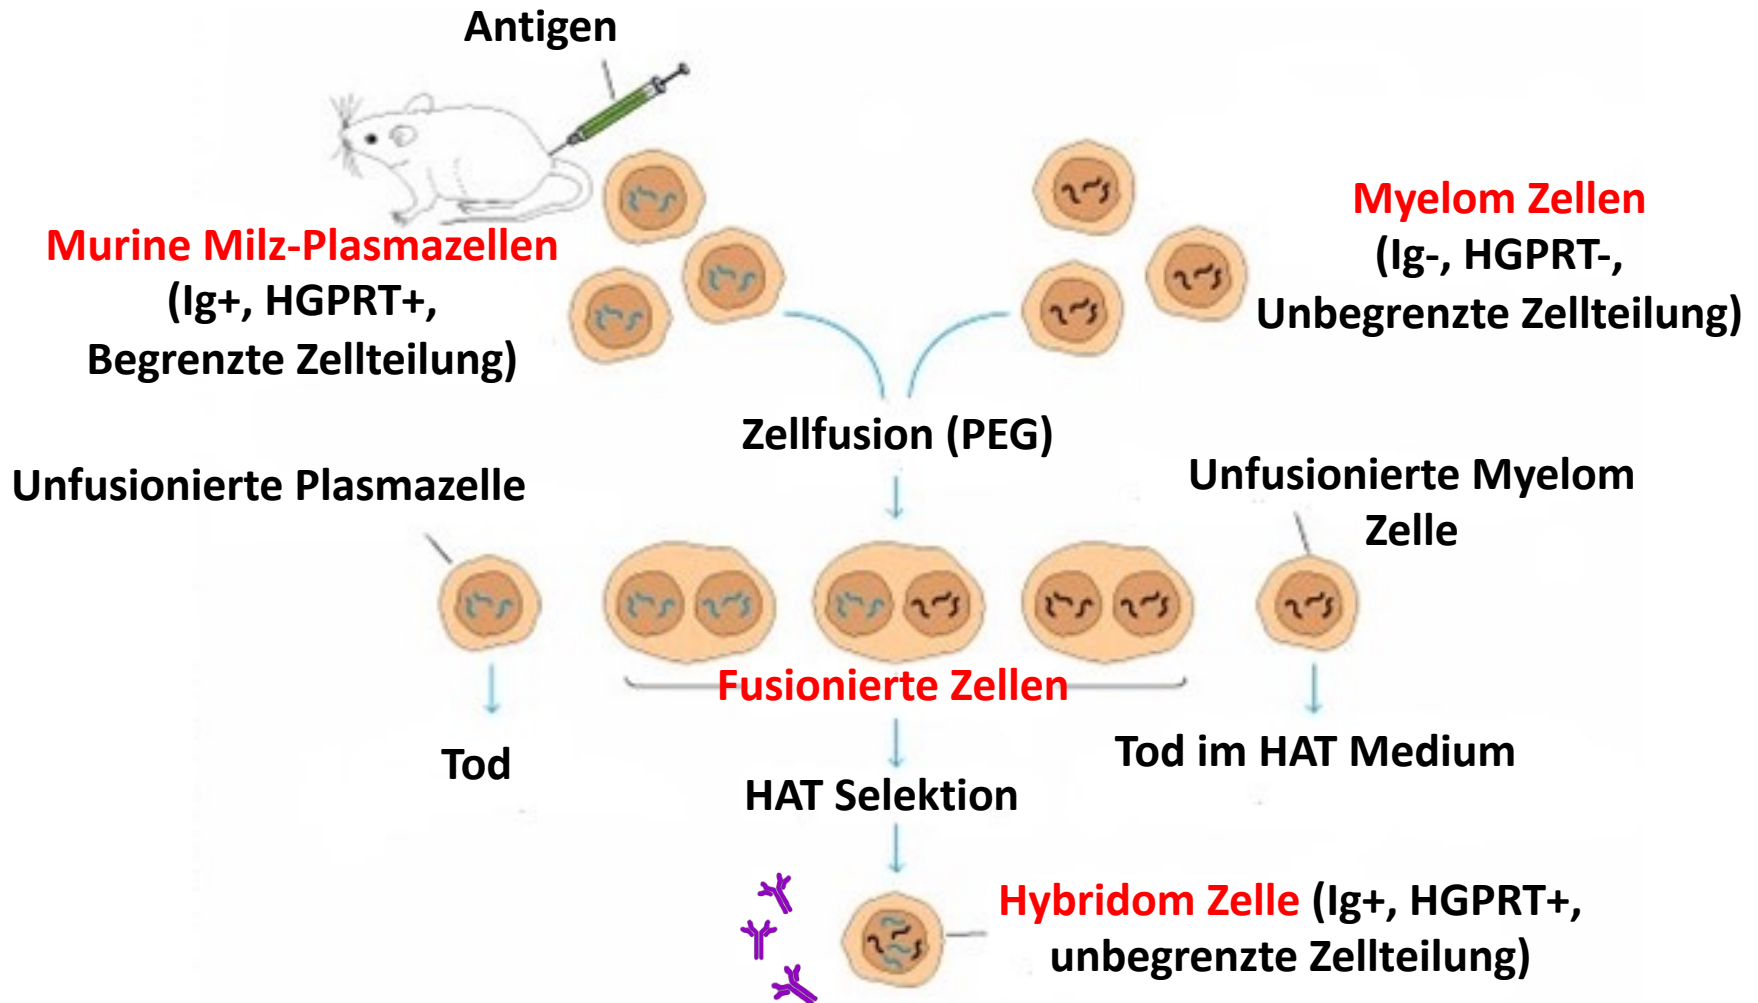 Antigen
Murine Milz-Plasmazellen
(Ig+, HGPRT+,
Begrenzte Zellteilung)
Myelom Zellen
(Ig-, HGPRT-,
Unbegrenzte Zellteilung)
Zellfusion (PEG)
Unfusionierte Plasmazelle
Unfusionierte Myelom
Zelle
Fusionierte Zellen
Tod
Tod im HAT Medium
HAT Selektion
Hybridom Zelle (Ig+, HGPRT+,
unbegrenzte Zellteilung)